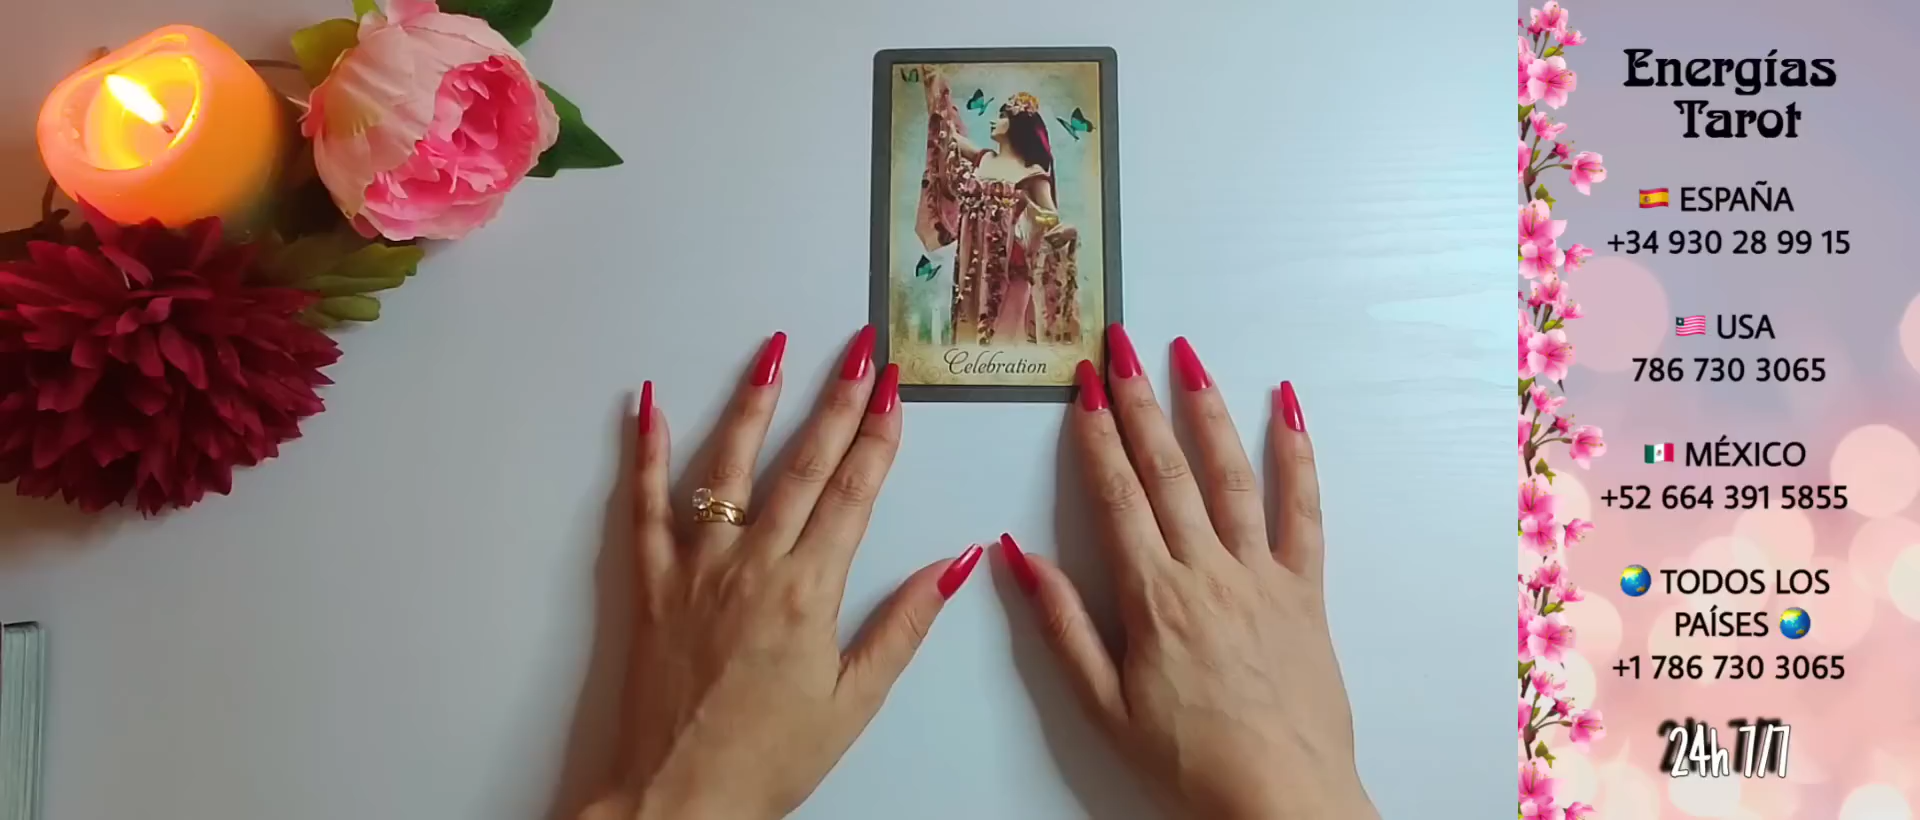 Celebration
Energías
Tarot
🇪🇸 ESPAÑA
+34 930 28 99 15
🇺🇸 USA
786 730 3065
🇲🇽 MÉXICO
+52 664 391 5855
🌏 TODOS LOS
PAÍSES 🌏
+1 786 730 3065
24h 7/7